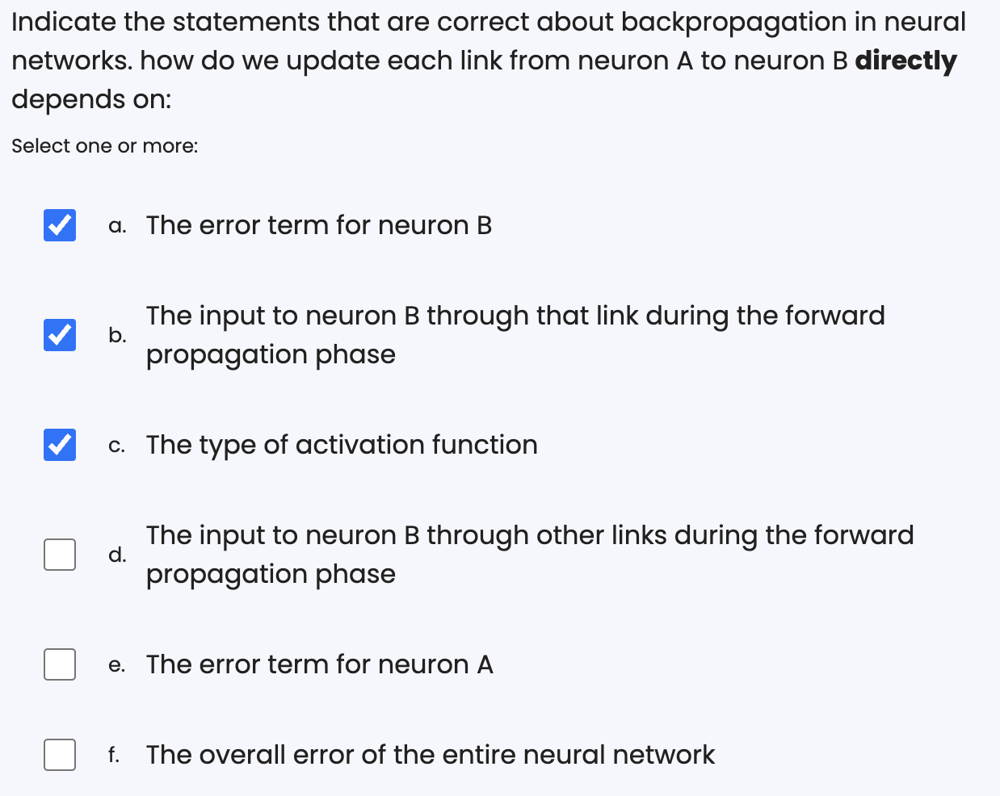 Indicate the statements that are correct about backpropagation in neural
networks. how do we update each link from neuron A to neuron B directly
depends on:
Select one or more:
a. The error term for neuron B
b. The input to neuron B through that link during the forward
propagation phase
c. The type of activation function
d. The input to neuron B through other links during the forward
propagation phase
e. The error term for neuron A
f. The overall error of the entire neural network